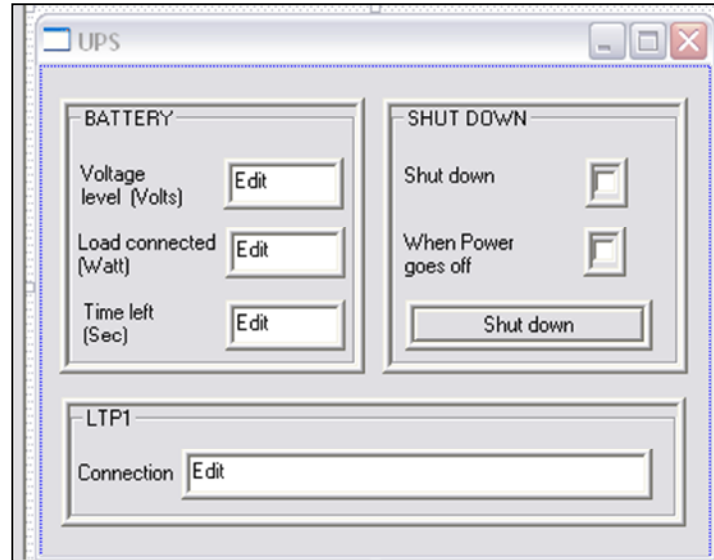 UPS
BATTERY
Voltage
level (Volts)
Edit
Load connected
(Watt)
Edit
Time left
(Sec)
Edit
SHUT DOWN
Shut down
When Power
goes off
Shut down
LTP1
Connection
Edit